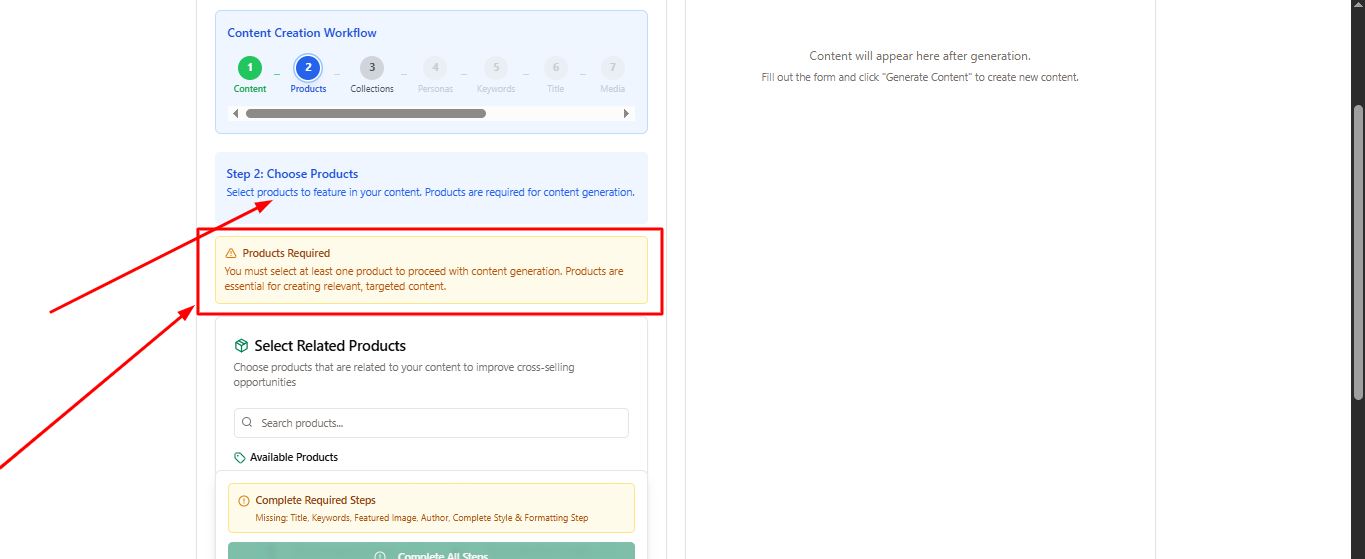 Content Creation Workflow
1 2 3 4 5 6 7
Content Products Collections Personas Keywords Title Media
Step 2: Choose Products
Select products to feature in your content. Products are required for content generation.
Products Required
You must select at least one product to proceed with content generation. Products are
essential for creating relevant, targeted content.
Select Related Products
Choose products that are related to your content to improve cross-selling
opportunities
Search products...
Available Products
Complete Required Steps
Missing: Title, Keywords, Featured Image, Author, Complete Style & Formatting Step
Complete All Steps
Content will appear here after generation.
Fill out the form and click "Generate Content" to create new content.